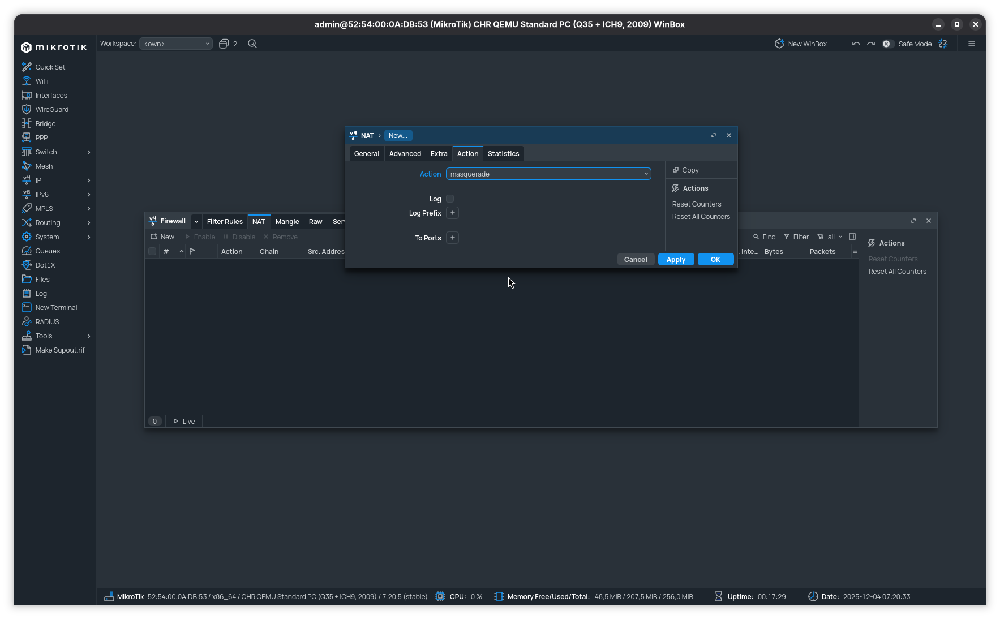 admin@52:54:00:0A:DB:53 (MikroTik) CHR QEMU Standard PC (Q35 + ICH9, 2009) WinBox
MIKROTIK
Workspace: <own> 2 New WinBox Safe Mode
Quick Set
WiFi
Interfaces
WireGuard
Bridge
PPP
Switch
Mesh
IP
IPv6
MPLS
Routing
System
Queues
Dot1X
Files
Log
New Terminal
RADIUS
Tools
Make Supout.rif
v4 NAT > New...
General Advanced Extra Action Statistics
Action masquerade
Log
Log Prefix +
To Ports +
Copy
Actions
Reset Counters
Reset All Counters
Cancel Apply OK
v4 Firewall Filter Rules NAT Mangle Raw Ser
New Enable Disable Remove Find Filter all
# Action Chain Src. Addres . Inte... Bytes Packets
Actions
Reset Counters
Reset All Counters
0 Live
MikroTik 52:54:00:0A:DB:53 / x86_64 / CHR QEMU Standard PC (Q35 + ICH9, 2009) / 7.20.5 (stable) CPU: 0 % Memory Free/Used/Total: 48,5 MiB / 207,5 MiB / 256,0 MiB Uptime: 00:17:29 Date: 2025-12-04 07:20:33